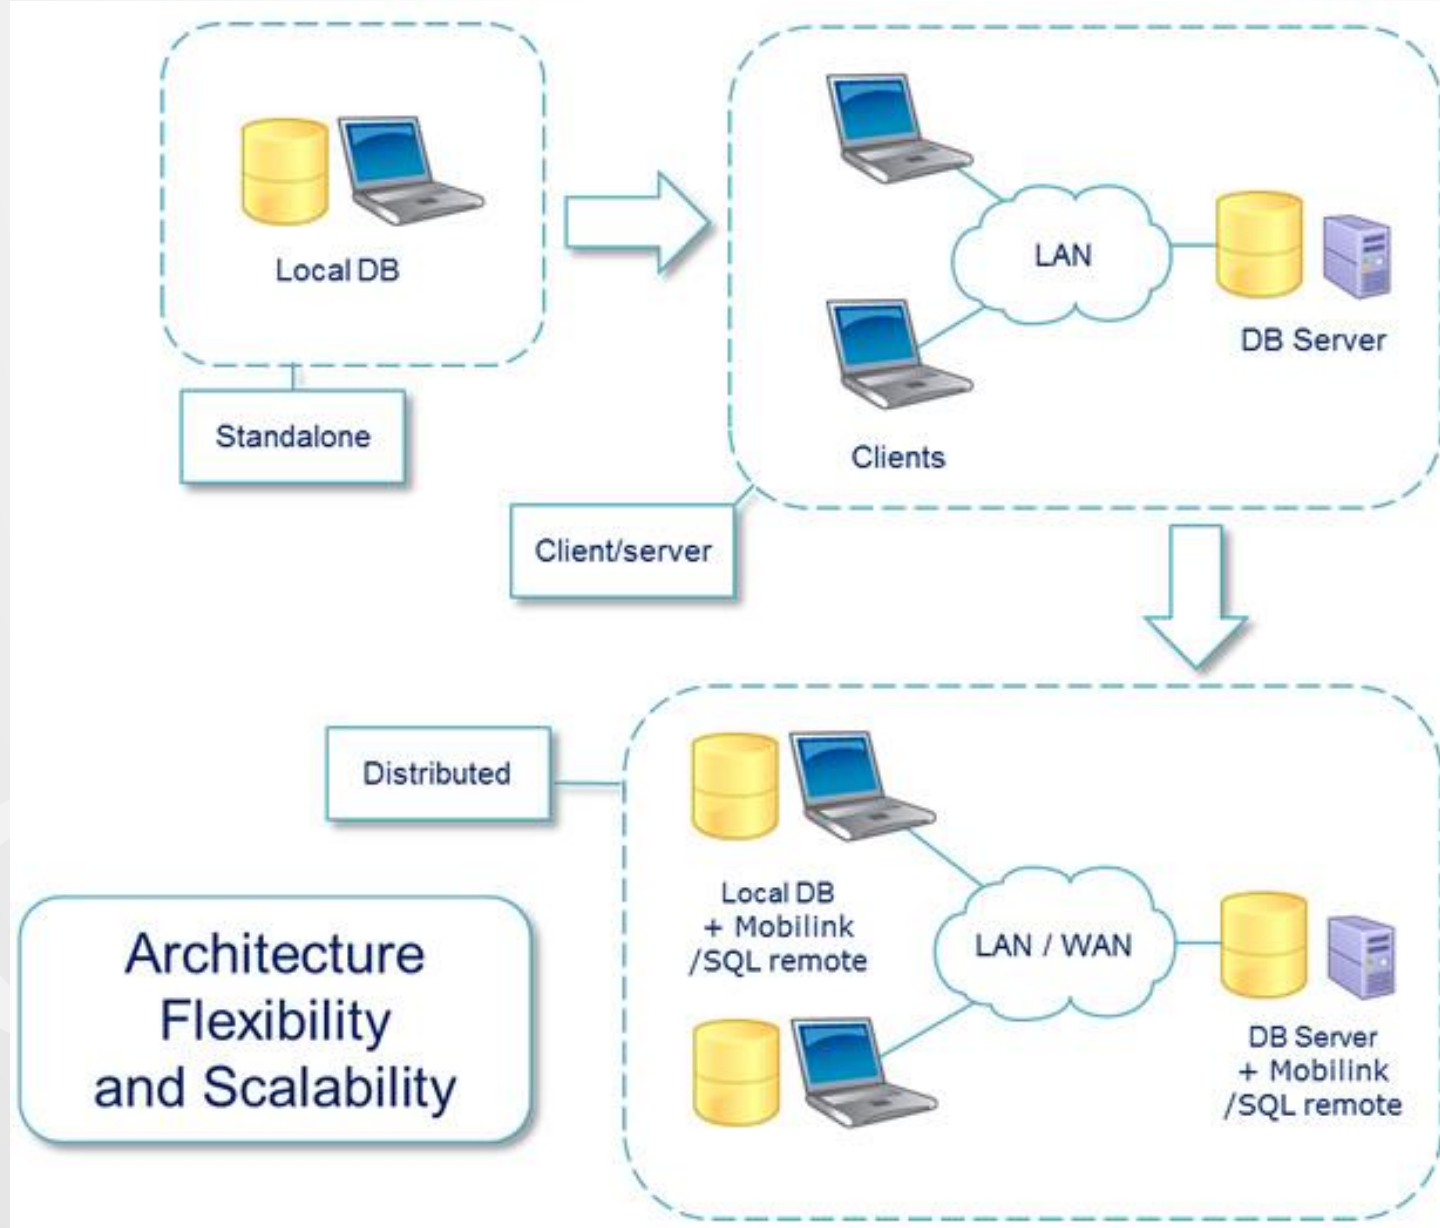 Local DB
Standalone
LAN
DB Server
Clients
Client/server
Distributed
Local DB
+ Mobilink
/SQL remote
LAN / WAN
DB Server
+ Mobilink
/SQL remote
Architecture
Flexibility
and Scalability